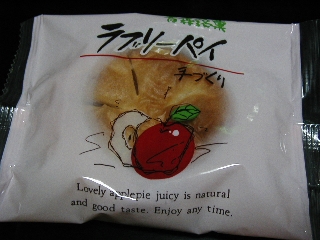 ラブリーパイ
手づくり
Lovely applepie juicy is natural
and good taste. Enjoy any time.